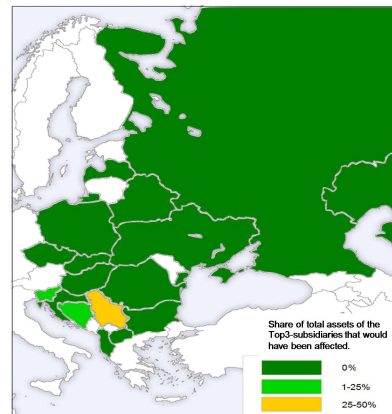 Share of total assets of the
Top3-subsidiaries that would
have been affected.
0%
1-25%
25-50%